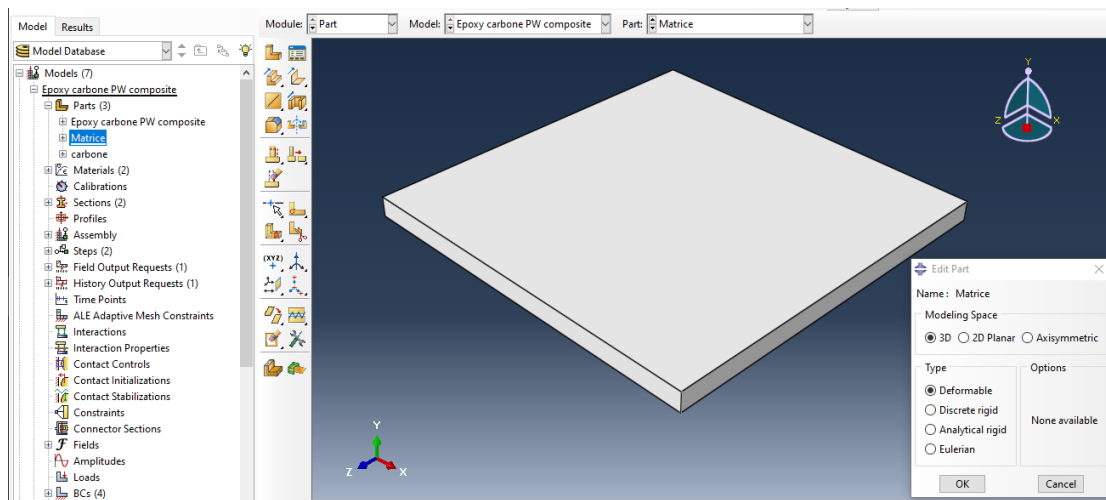 Model Results
Module: Part Model: Epoxy carbone PW composite Part: Matrice
Model Database
Models (7)
Epoxy carbone PW composite
Parts (3)
Epoxy carbone PW composite
Matrice
carbone
Materials (2)
Calibrations
Sections (2)
Profiles
Assembly
Steps (2)
Field Output Requests (1)
History Output Requests (1)
Time Points
ALE Adaptive Mesh Constraints
Interactions
Interaction Properties
Contact Controls
Contact Initializations
Contact Stabilizations
Constraints
Connector Sections
Fields
Amplitudes
Loads
BCs (4)
(XYZ)
Y
Z X
Y
Z X
Edit Part
Name : Matrice
Modeling Space
3D 2D Planar Axisymmetric
Type Options
Deformable
Discrete rigid
Analytical rigid
Eulerian
None available
OK Cancel